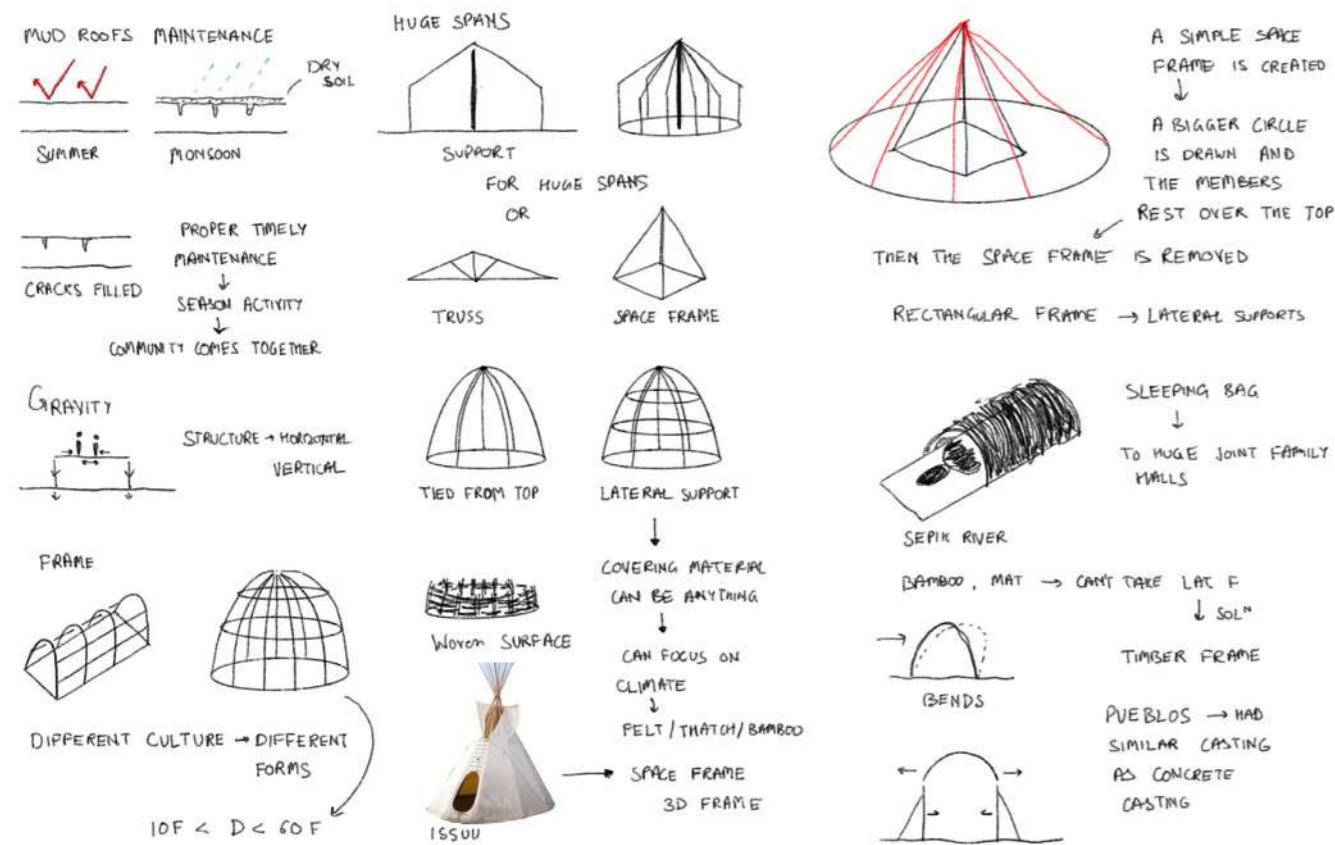 MUD ROOFS MAINTENANCE
DRY
SOIL
SUMMER MONSOON
PROPER TIMELY
MAINTENANCE
CRACKS FILLED
SEASON ACTIVITY
COMMUNITY COMES TOGETHER
GRAVITY
STRUCTURE → HORIZONTAL
VERTICAL
FRAME
DIFFERENT CULTURE → DIFFERENT
FORMS
10F < D < 60F
HUGE SPANS
SUPPORT
FOR HUGE SPANS
OR
TRUSS SPACE FRAME
TIED FROM TOP LATERAL SUPPORT
COVERING MATERIAL
CAN BE ANYTHING
Woven SURFACE
CAN FOCUS ON
CLIMATE
FELT/THATCH/BAMBOO
SPACE FRAME
3D FRAME
ISSUU
A SIMPLE SPACE
FRAME IS CREATED
A BIGGER CIRCLE
IS DRAWN AND
THE MEMBERS
REST OVER THE TOP
THEN THE SPACE FRAME IS REMOVED
RECTANGULAR FRAME → LATERAL SUPPORTS
SLEEPING BAG
TO HUGE JOINT FAMILY
HALLS
SEPIK RIVER
BAMBOO, MAT → CAN'T TAKE LAT F
SOLᴺ
TIMBER FRAME
BENDS
PUEBLOS → HAD
SIMILAR CASTING
AS CONCRETE
CASTING